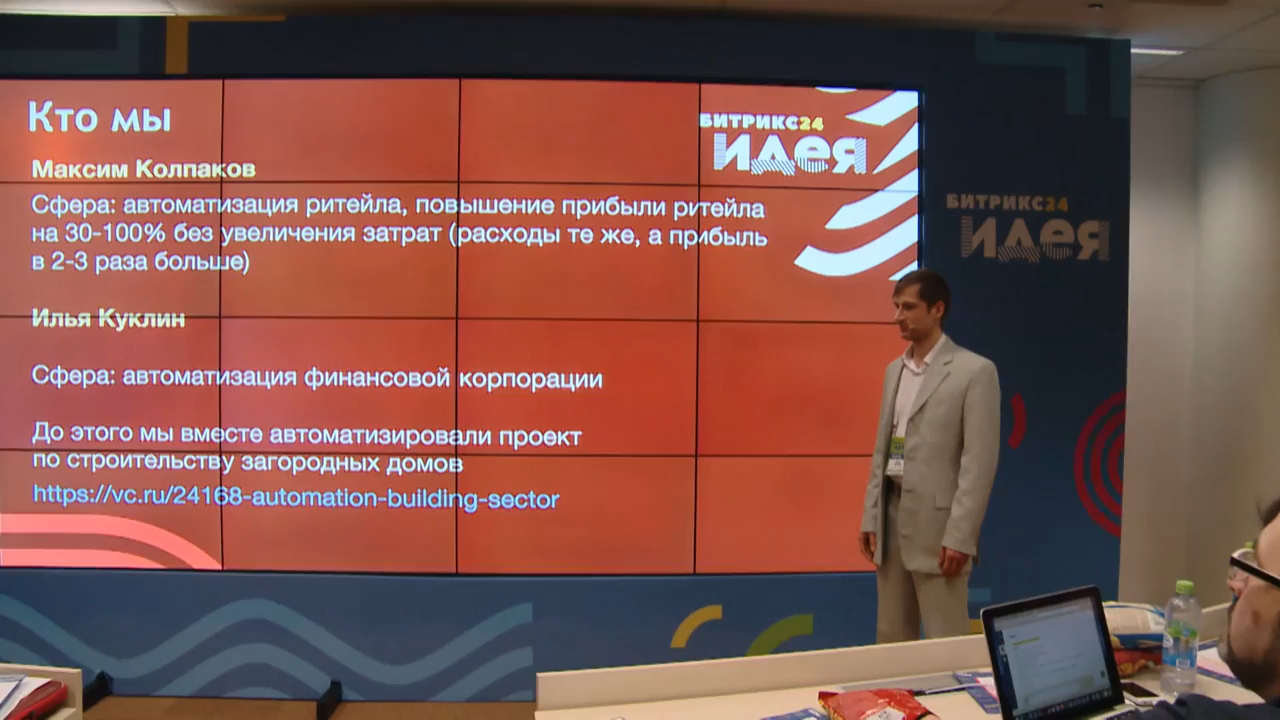 Кто мы
БИТРИКС24
идея
Максим Колпаков
Сфера: автоматизация ритейла, повышение прибыли ритейла
на 30-100% без увеличения затрат (расходы те же, а прибыль
в 2-3 раза больше)
Илья Куклин
Сфера: автоматизация финансовой корпорации
До этого мы вместе автоматизировали проект
по строительству загородных домов
https://vc.ru/24168-automation-building-sector
БИТРИКС24
идея